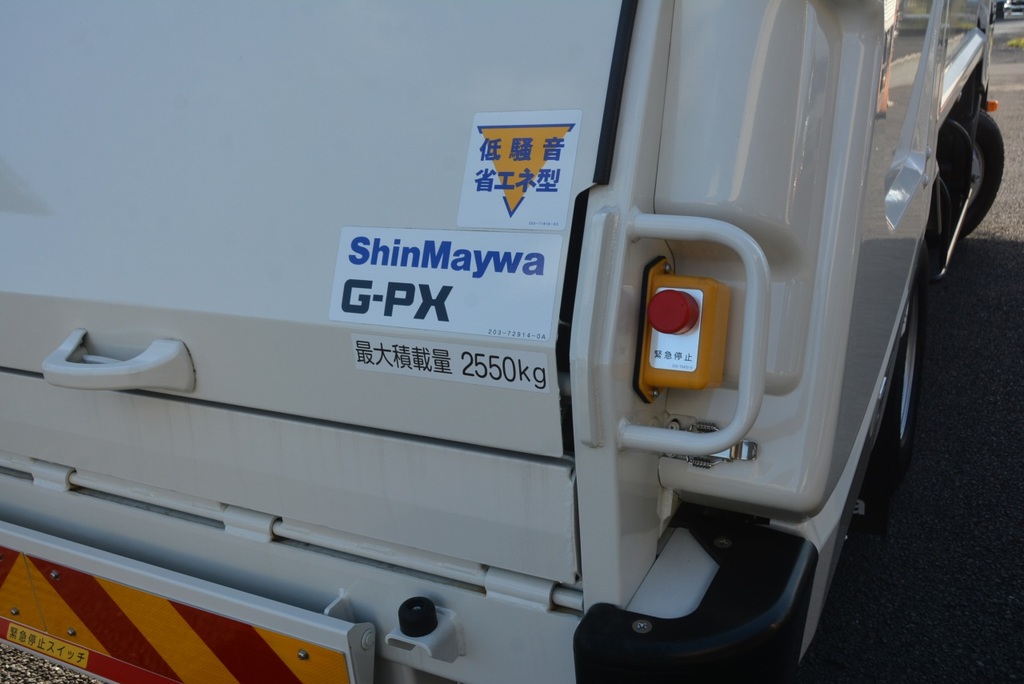 低騒音
省エネ型
ShinMaywa
G-PX
203-72914-0A
最大積載量 2550kg
緊急停止
緊急停止スイッチ